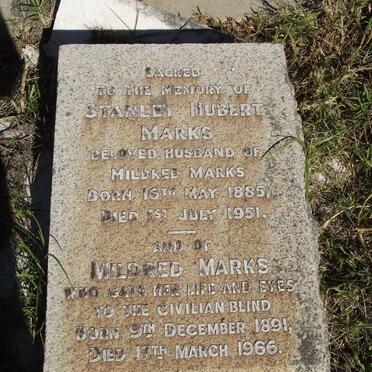 SACRED
TO THE MEMORY OF
STANLEY HUBERT
MARKS
BELOVED HUSBAND OF
MILDRED MARKS
BORN 16TH MAY 1885,
DIED 1ST JULY 1951.
AND OF
MILDRED MARKS
WHO GAVE HER LIFE AND EYES
TO THE CIVILIAN BLIND
BORN 9TH DECEMBER 1891,
DIED 17TH MARCH 1966.